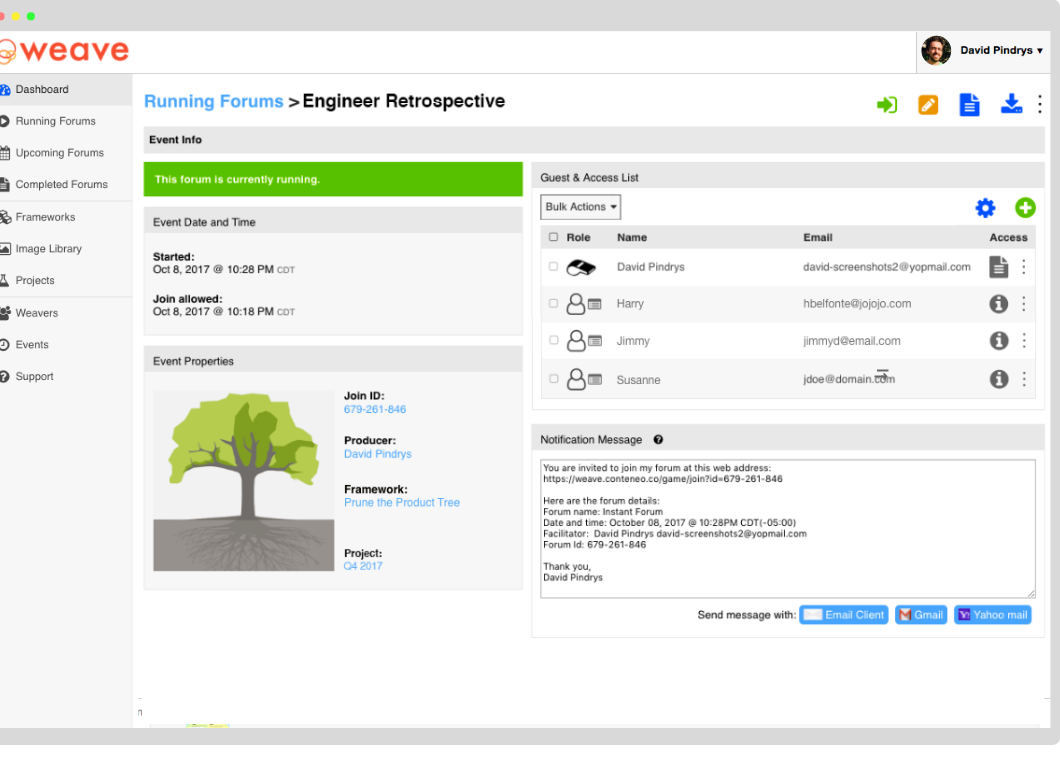 weave
David Pindrys ▾
Dashboard
Running Forums
Upcoming Forums
Completed Forums
Frameworks
Image Library
Projects
Weavers
Events
Support
Running Forums > Engineer Retrospective
Event Info
This forum is currently running.
Event Date and Time
Started:
Oct 8, 2017 @ 10:28 PM CDT
Join allowed:
Oct 8, 2017 @ 10:18 PM CDT
Event Properties
Join ID:
679-261-846
Producer:
David Pindrys
Framework:
Prune the Product Tree
Project:
Q4 2017
Guest & Access List
Bulk Actions ▾
Role Name Email Access
David Pindrys david-screenshots2@yopmail.com
Harry hbelfonte@jojojo.com
Jimmy jimmyd@email.com
Susanne jdoe@domain.com
Notification Message
You are invited to join my forum at this web address:
https://weave.conteneo.co/game/join?id=679-261-846
Here are the forum details:
Forum name: Instant Forum
Date and time: October 08, 2017 @ 10:28PM CDT(-05:00)
Facilitator:  David Pindrys david-screenshots2@yopmail.com
Forum Id: 679-261-846
Thank you,
David Pindrys
Send message with: Email Client Gmail Yahoo mail